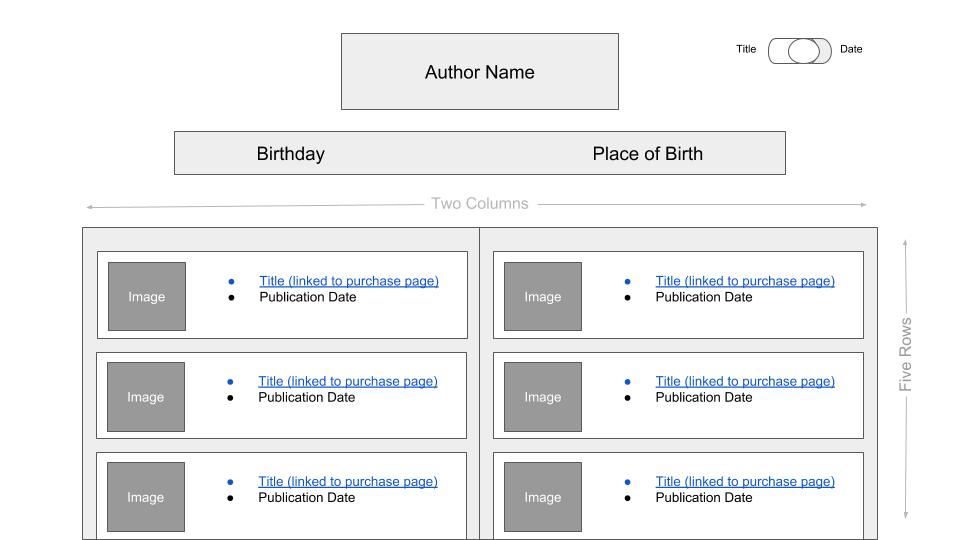 Author Name
Title
Date
Birthday
Place of Birth
Two Columns
Image
Title (linked to purchase page)
Publication Date
Image
Title (linked to purchase page)
Publication Date
Five Rows
Image
Title (linked to purchase page)
Publication Date
Image
Title (linked to purchase page)
Publication Date
Image
Title (linked to purchase page)
Publication Date
Image
Title (linked to purchase page)
Publication Date